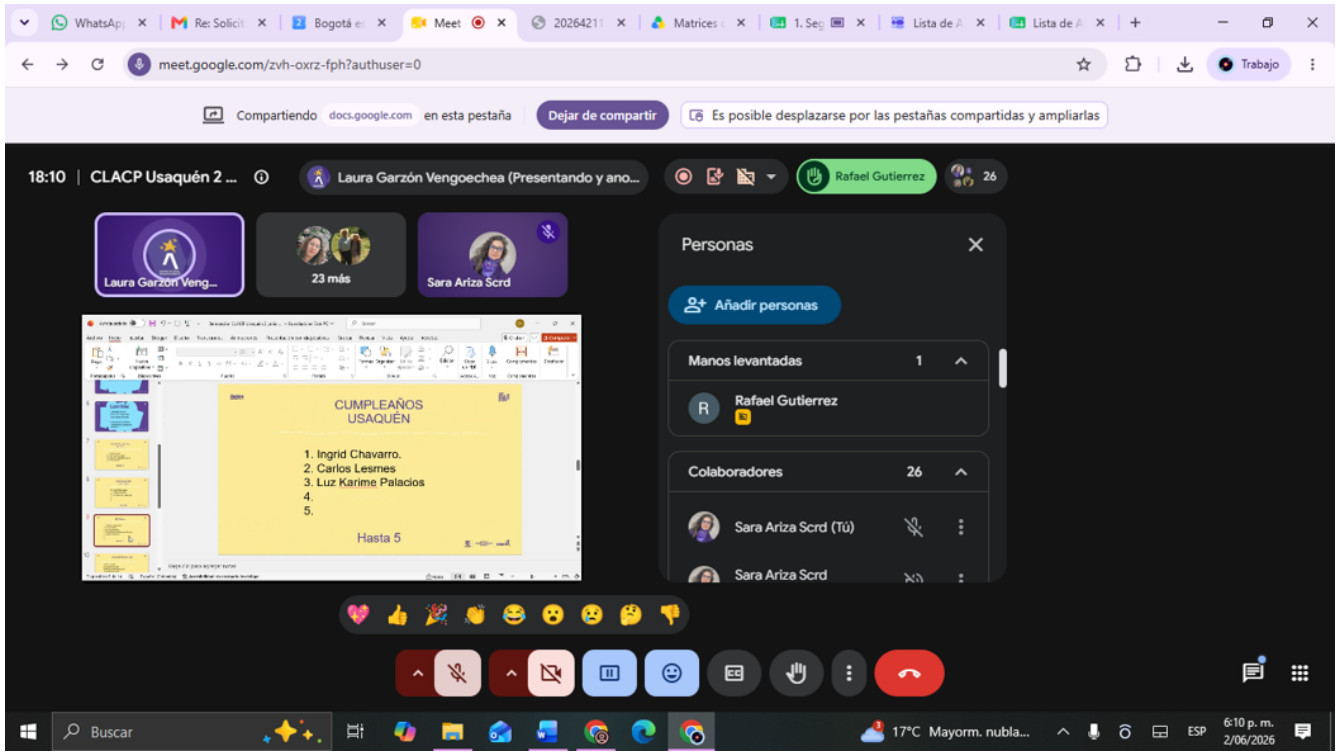 WhatsAp
Re: Solicit
Bogotá es
Meet
20264211
Matrices c
1. Seg
Lista de A
Lista de A
meet.google.com/zvh-oxrz-fph?authuser=0
Trabajo
Compartiendo docs.google.com en esta pestaña
Dejar de compartir
Es posible desplazarse por las pestañas compartidas y ampliarlas
18:10 | CLACP Usaquén 2 ...
Laura Garzón Vengoechea (Presentando y ano...
Rafael Gutierrez
26
Laura Garzón Veng...
23 más
Sara Ariza Scrd
CUMPLEAÑOS
USAQUÉN
1. Ingrid Chavarro.
2. Carlos Lesmes
3. Luz Karime Palacios
4.
5.
Hasta 5
Personas
Añadir personas
Manos levantadas 1
R
Rafael Gutierrez
Colaboradores 26
Sara Ariza Scrd (Tú)
Sara Ariza Scrd
Buscar
3
17°C Mayorm. nubla...
ESP
6:10 p. m.
2/06/2026